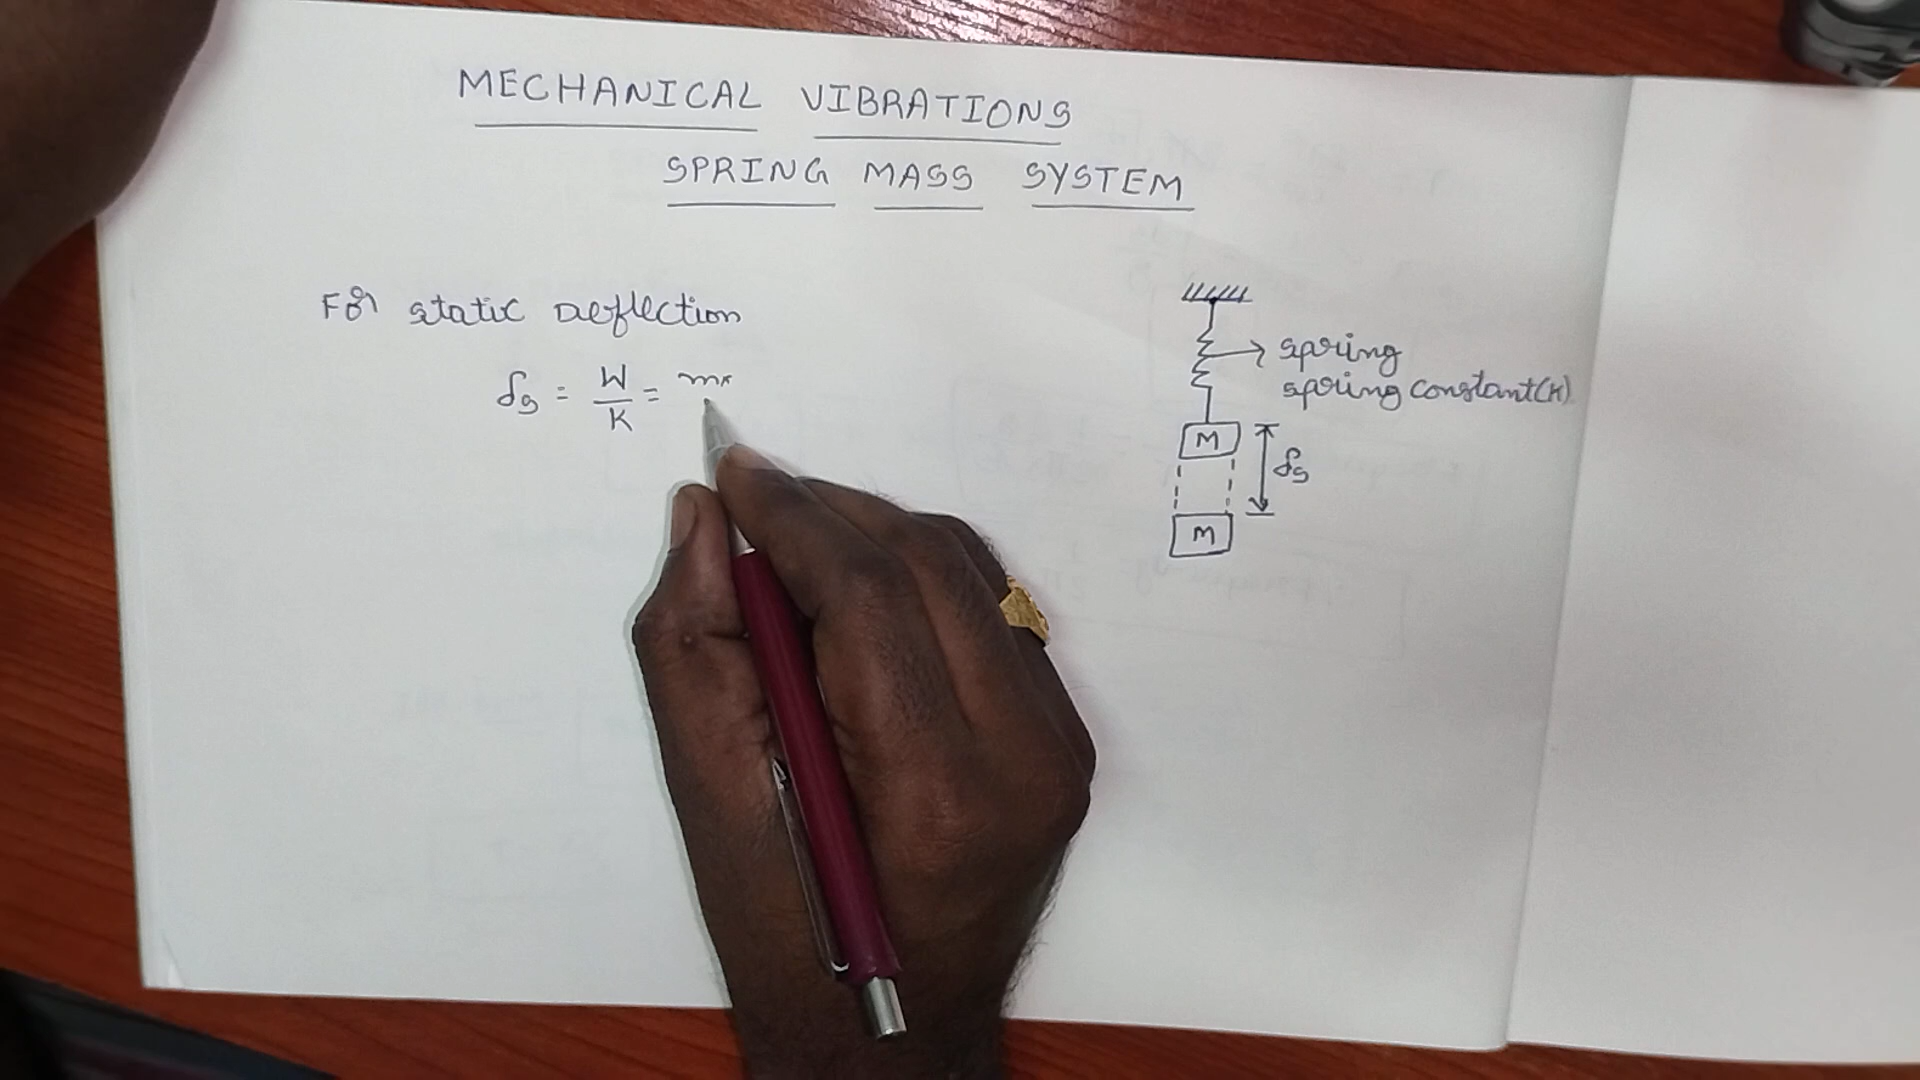 MECHANICAL VIBRATIONS
SPRING MASS SYSTEM
For static Deflection
δs = W/K = m
spring
spring constant(K)
M
δs
M